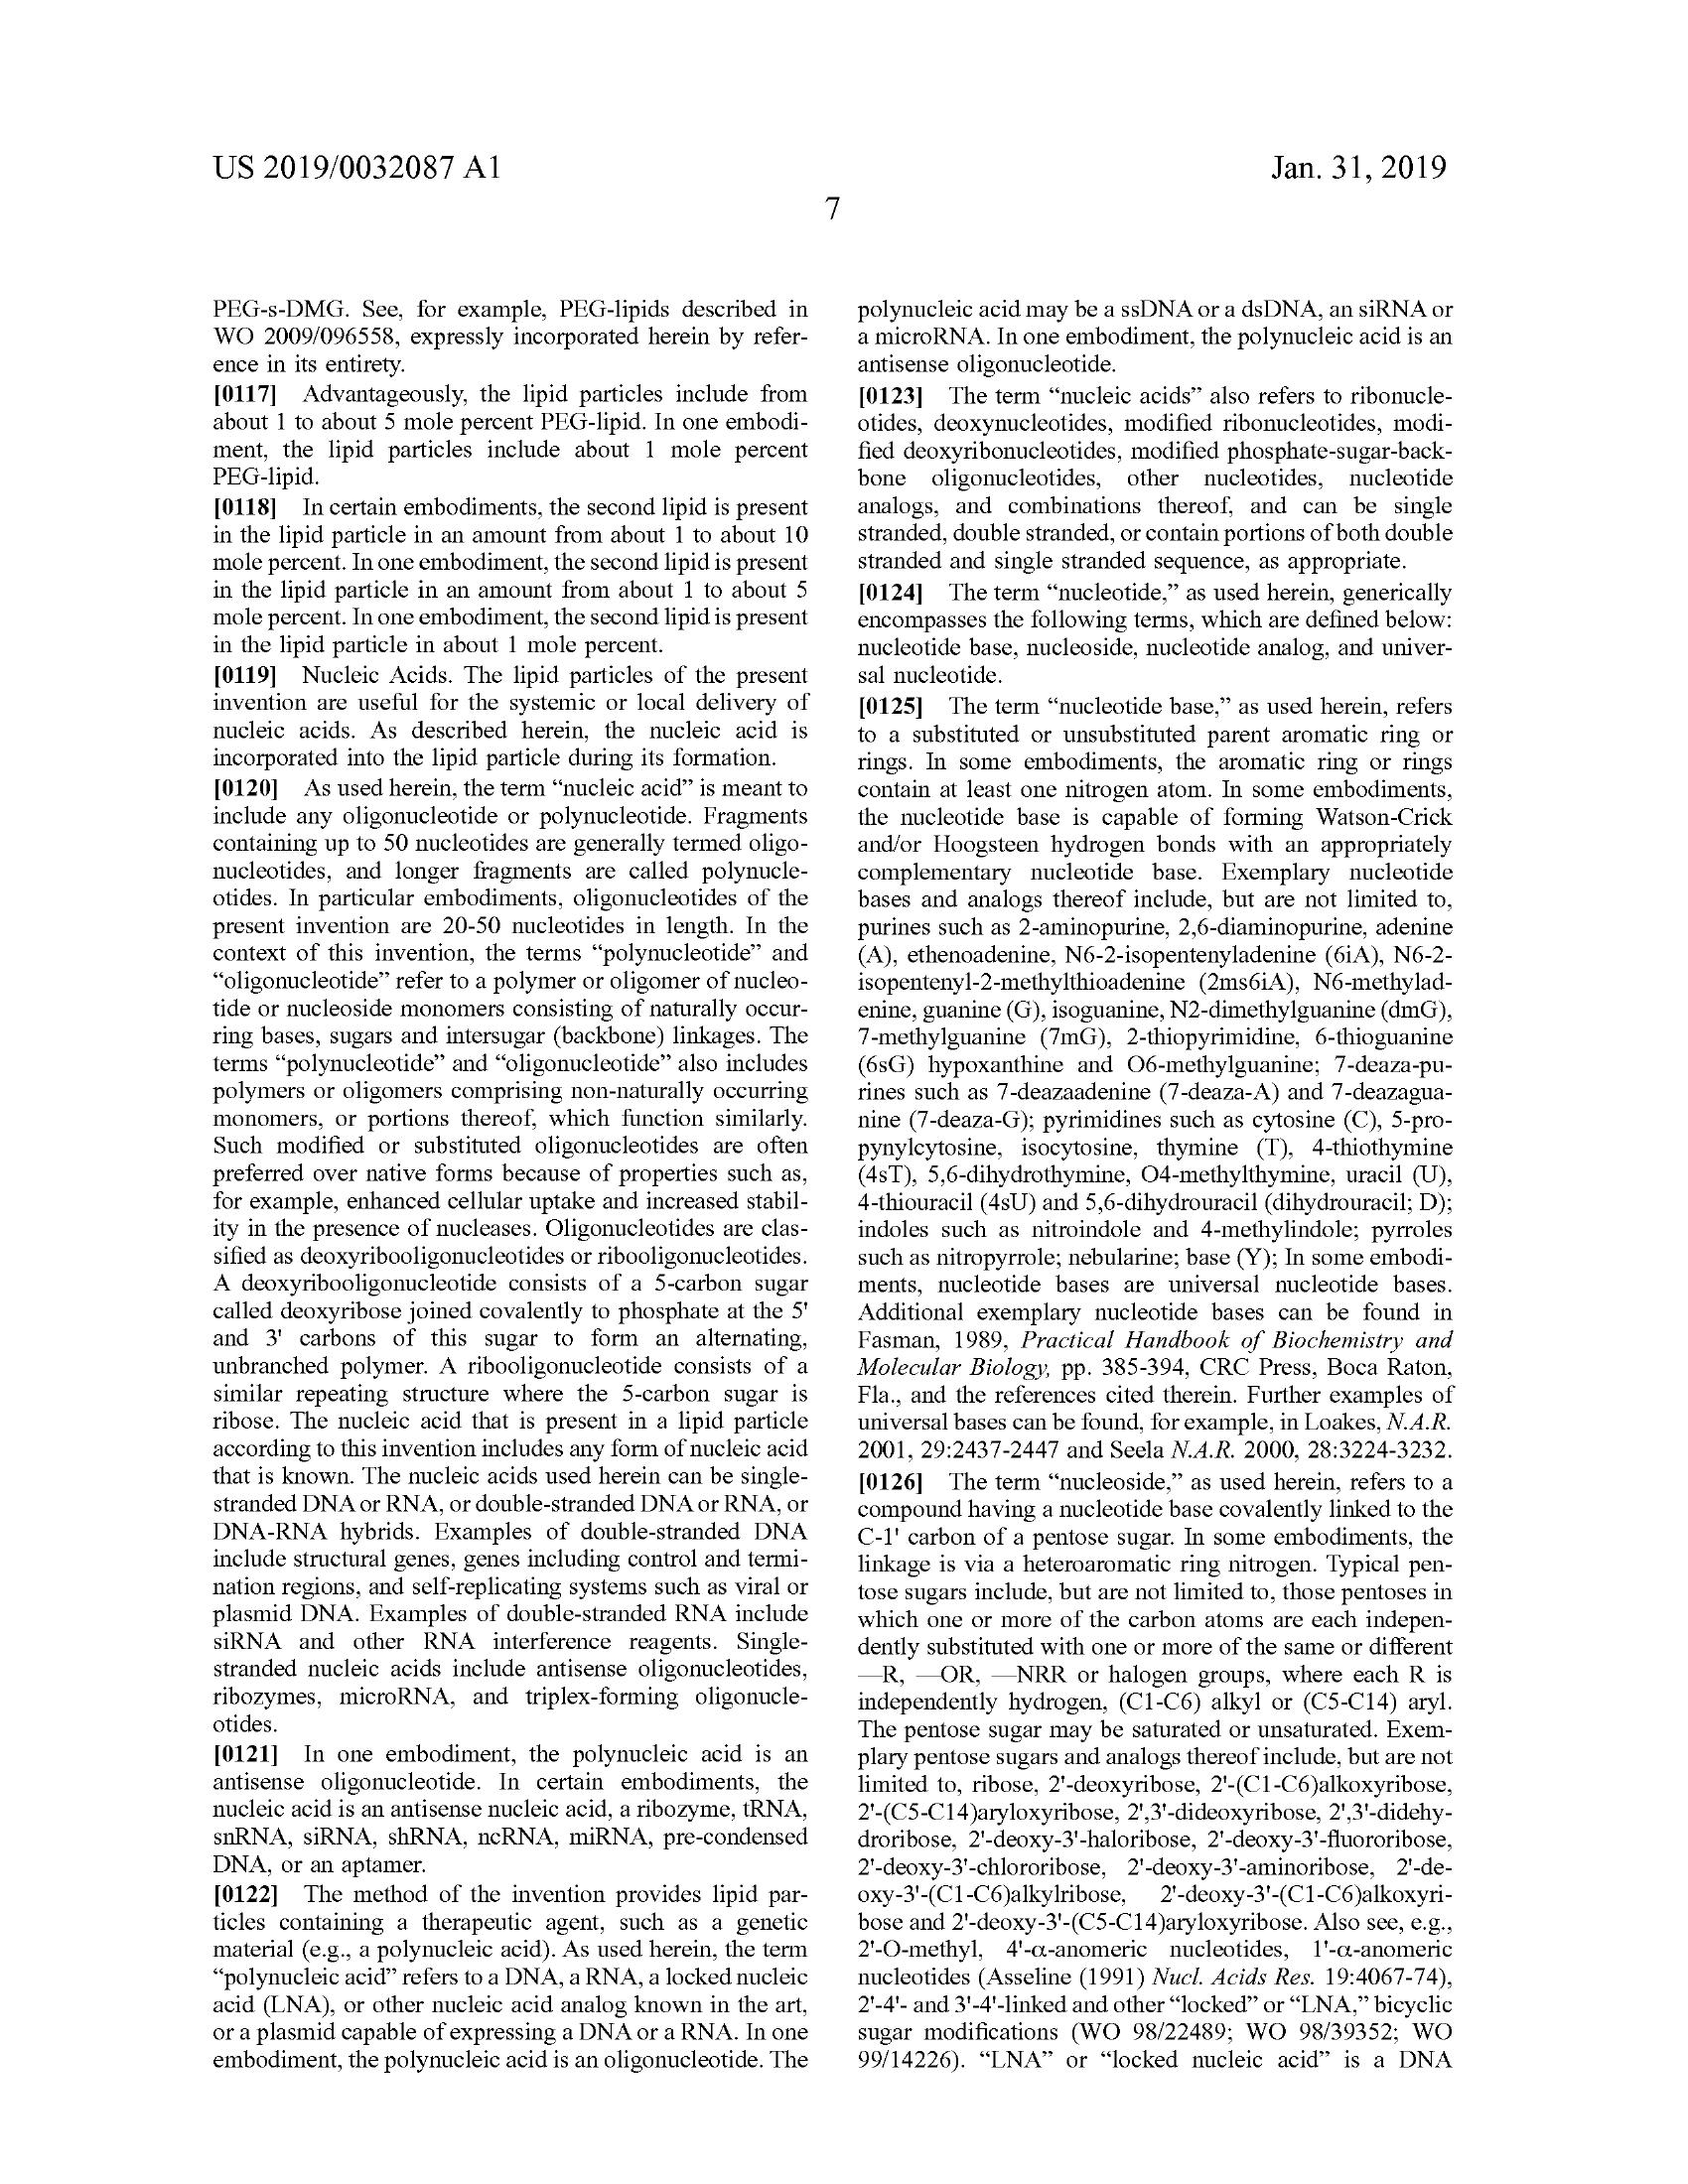 US 2019/0032087 A1
Jan. 31, 2019
7
PEG-s-DMG. See, for example, PEG-lipids described in
WO 2009/096558, expressly incorporated herein by refer-
ence in its entirety.
[0117] Advantageously, the lipid particles include from
about 1 to about 5 mole percent PEG-lipid. In one embodi-
ment, the lipid particles include about 1 mole percent
PEG-lipid.
[0118] In certain embodiments, the second lipid is present
in the lipid particle in an amount from about 1 to about 10
mole percent. In one embodiment, the second lipid is present
in the lipid particle in an amount from about 1 to about 5
mole percent. In one embodiment, the second lipid is present
in the lipid particle in about 1 mole percent.
[0119] Nucleic Acids. The lipid particles of the present
invention are useful for the systemic or local delivery of
nucleic acids. As described herein, the nucleic acid is
incorporated into the lipid particle during its formation.
[0120] As used herein, the term “nucleic acid” is meant to
include any oligonucleotide or polynucleotide. Fragments
containing up to 50 nucleotides are generally termed oligo-
nucleotides, and longer fragments are called polynucle-
otides. In particular embodiments, oligonucleotides of the
present invention are 20-50 nucleotides in length. In the
context of this invention, the terms “polynucleotide” and
“oligonucleotide” refer to a polymer or oligomer of nucleo-
tide or nucleoside monomers consisting of naturally occur-
ring bases, sugars and intersugar (backbone) linkages. The
terms “polynucleotide” and “oligonucleotide” also includes
polymers or oligomers comprising non-naturally occurring
monomers, or portions thereof, which function similarly.
Such modified or substituted oligonucleotides are often
preferred over native forms because of properties such as,
for example, enhanced cellular uptake and increased stabil-
ity in the presence of nucleases. Oligonucleotides are clas-
sified as deoxyribooligonucleotides or ribooligonucleotides.
A deoxyribooligonucleotide consists of a 5-carbon sugar
called deoxyribose joined covalently to phosphate at the 5'
and 3' carbons of this sugar to form an alternating,
unbranched polymer. A ribooligonucleotide consists of a
similar repeating structure where the 5-carbon sugar is
ribose. The nucleic acid that is present in a lipid particle
according to this invention includes any form of nucleic acid
that is known. The nucleic acids used herein can be single-
stranded DNA or RNA, or double-stranded DNA or RNA, or
DNA-RNA hybrids. Examples of double-stranded DNA
include structural genes, genes including control and termi-
nation regions, and self-replicating systems such as viral or
plasmid DNA. Examples of double-stranded RNA include
siRNA and other RNA interference reagents. Single-
stranded nucleic acids include antisense oligonucleotides,
ribozymes, microRNA, and triplex-forming oligonucle-
otides.
[0121] In one embodiment, the polynucleic acid is an
antisense oligonucleotide. In certain embodiments, the
nucleic acid is an antisense nucleic acid, a ribozyme, tRNA,
snRNA, siRNA, shRNA, ncRNA, miRNA, pre-condensed
DNA, or an aptamer.
[0122] The method of the invention provides lipid par-
ticles containing a therapeutic agent, such as a genetic
material (e.g., a polynucleic acid). As used herein, the term
“polynucleic acid” refers to a DNA, a RNA, a locked nucleic
acid (LNA), or other nucleic acid analog known in the art,
or a plasmid capable of expressing a DNA or a RNA. In one
embodiment, the polynucleic acid is an oligonucleotide. The
polynucleic acid may be a ssDNA or a dsDNA, an siRNA or
a microRNA. In one embodiment, the polynucleic acid is an
antisense oligonucleotide.
[0123] The term “nucleic acids” also refers to ribonucle-
otides, deoxynucleotides, modified ribonucleotides, modi-
fied deoxyribonucleotides, modified phosphate-sugar-back-
bone oligonucleotides, other nucleotides, nucleotide
analogs, and combinations thereof, and can be single
stranded, double stranded, or contain portions of both double
stranded and single stranded sequence, as appropriate.
[0124] The term “nucleotide,” as used herein, generically
encompasses the following terms, which are defined below:
nucleotide base, nucleoside, nucleotide analog, and univer-
sal nucleotide.
[0125] The term “nucleotide base,” as used herein, refers
to a substituted or unsubstituted parent aromatic ring or
rings. In some embodiments, the aromatic ring or rings
contain at least one nitrogen atom. In some embodiments,
the nucleotide base is capable of forming Watson-Crick
and/or Hoogsteen hydrogen bonds with an appropriately
complementary nucleotide base. Exemplary nucleotide
bases and analogs thereof include, but are not limited to,
purines such as 2-aminopurine, 2,6-diaminopurine, adenine
(A), ethenoadenine, N6-2-isopentenyladenine (6iA), N6-2-
isopentenyl-2-methylthioadenine (2ms6iA), N6-methylad-
enine, guanine (G), isoguanine, N2-dimethylguanine (dmG),
7-methylguanine (7mG), 2-thiopyrimidine, 6-thioguanine
(6sG) hypoxanthine and O6-methylguanine; 7-deaza-pu-
rines such as 7-deazaadenine (7-deaza-A) and 7-deazagua-
nine (7-deaza-G); pyrimidines such as cytosine (C), 5-pro-
pynylcytosine, isocytosine, thymine (T), 4-thiothymine
(4sT), 5,6-dihydrothymine, O4-methylthymine, uracil (U),
4-thiouracil (4sU) and 5,6-dihydrouracil (dihydrouracil; D);
indoles such as nitroindole and 4-methylindole; pyrroles
such as nitropyrrole; nebularine; base (Y); In some embodi-
ments, nucleotide bases are universal nucleotide bases.
Additional exemplary nucleotide bases can be found in
Fasman, 1989, Practical Handbook of Biochemistry and
Molecular Biology, pp. 385-394, CRC Press, Boca Raton,
Fla., and the references cited therein. Further examples of
universal bases can be found, for example, in Loakes, N.A.R.
2001, 29:2437-2447 and Seela N.A.R. 2000, 28:3224-3232.
[0126] The term “nucleoside,” as used herein, refers to a
compound having a nucleotide base covalently linked to the
C-1' carbon of a pentose sugar. In some embodiments, the
linkage is via a heteroaromatic ring nitrogen. Typical pen-
tose sugars include, but are not limited to, those pentoses in
which one or more of the carbon atoms are each indepen-
dently substituted with one or more of the same or different
—R, —OR, —NRR or halogen groups, where each R is
independently hydrogen, (C1-C6) alkyl or (C5-C14) aryl.
The pentose sugar may be saturated or unsaturated. Exem-
plary pentose sugars and analogs thereof include, but are not
limited to, ribose, 2'-deoxyribose, 2'-(C1-C6)alkoxyribose,
2'-(C5-C14)aryloxyribose, 2',3'-dideoxyribose, 2',3'-didehy-
droribose, 2'-deoxy-3'-haloribose, 2'-deoxy-3'-fluororibose,
2'-deoxy-3'-chlororibose, 2'-deoxy-3'-aminoribose, 2'-de-
oxy-3'-(C1-C6)alkylribose, 2'-deoxy-3'-(C1-C6)alkoxyri-
bose and 2'-deoxy-3'-(C5-C14)aryloxyribose. Also see, e.g.,
2'-O-methyl, 4'-α-anomeric nucleotides, 1'-α-anomeric
nucleotides (Asseline (1991) Nucl. Acids Res. 19:4067-74),
2'-4'- and 3'-4'-linked and other “locked” or “LNA,” bicyclic
sugar modifications (WO 98/22489; WO 98/39352; WO
99/14226). “LNA” or “locked nucleic acid” is a DNA